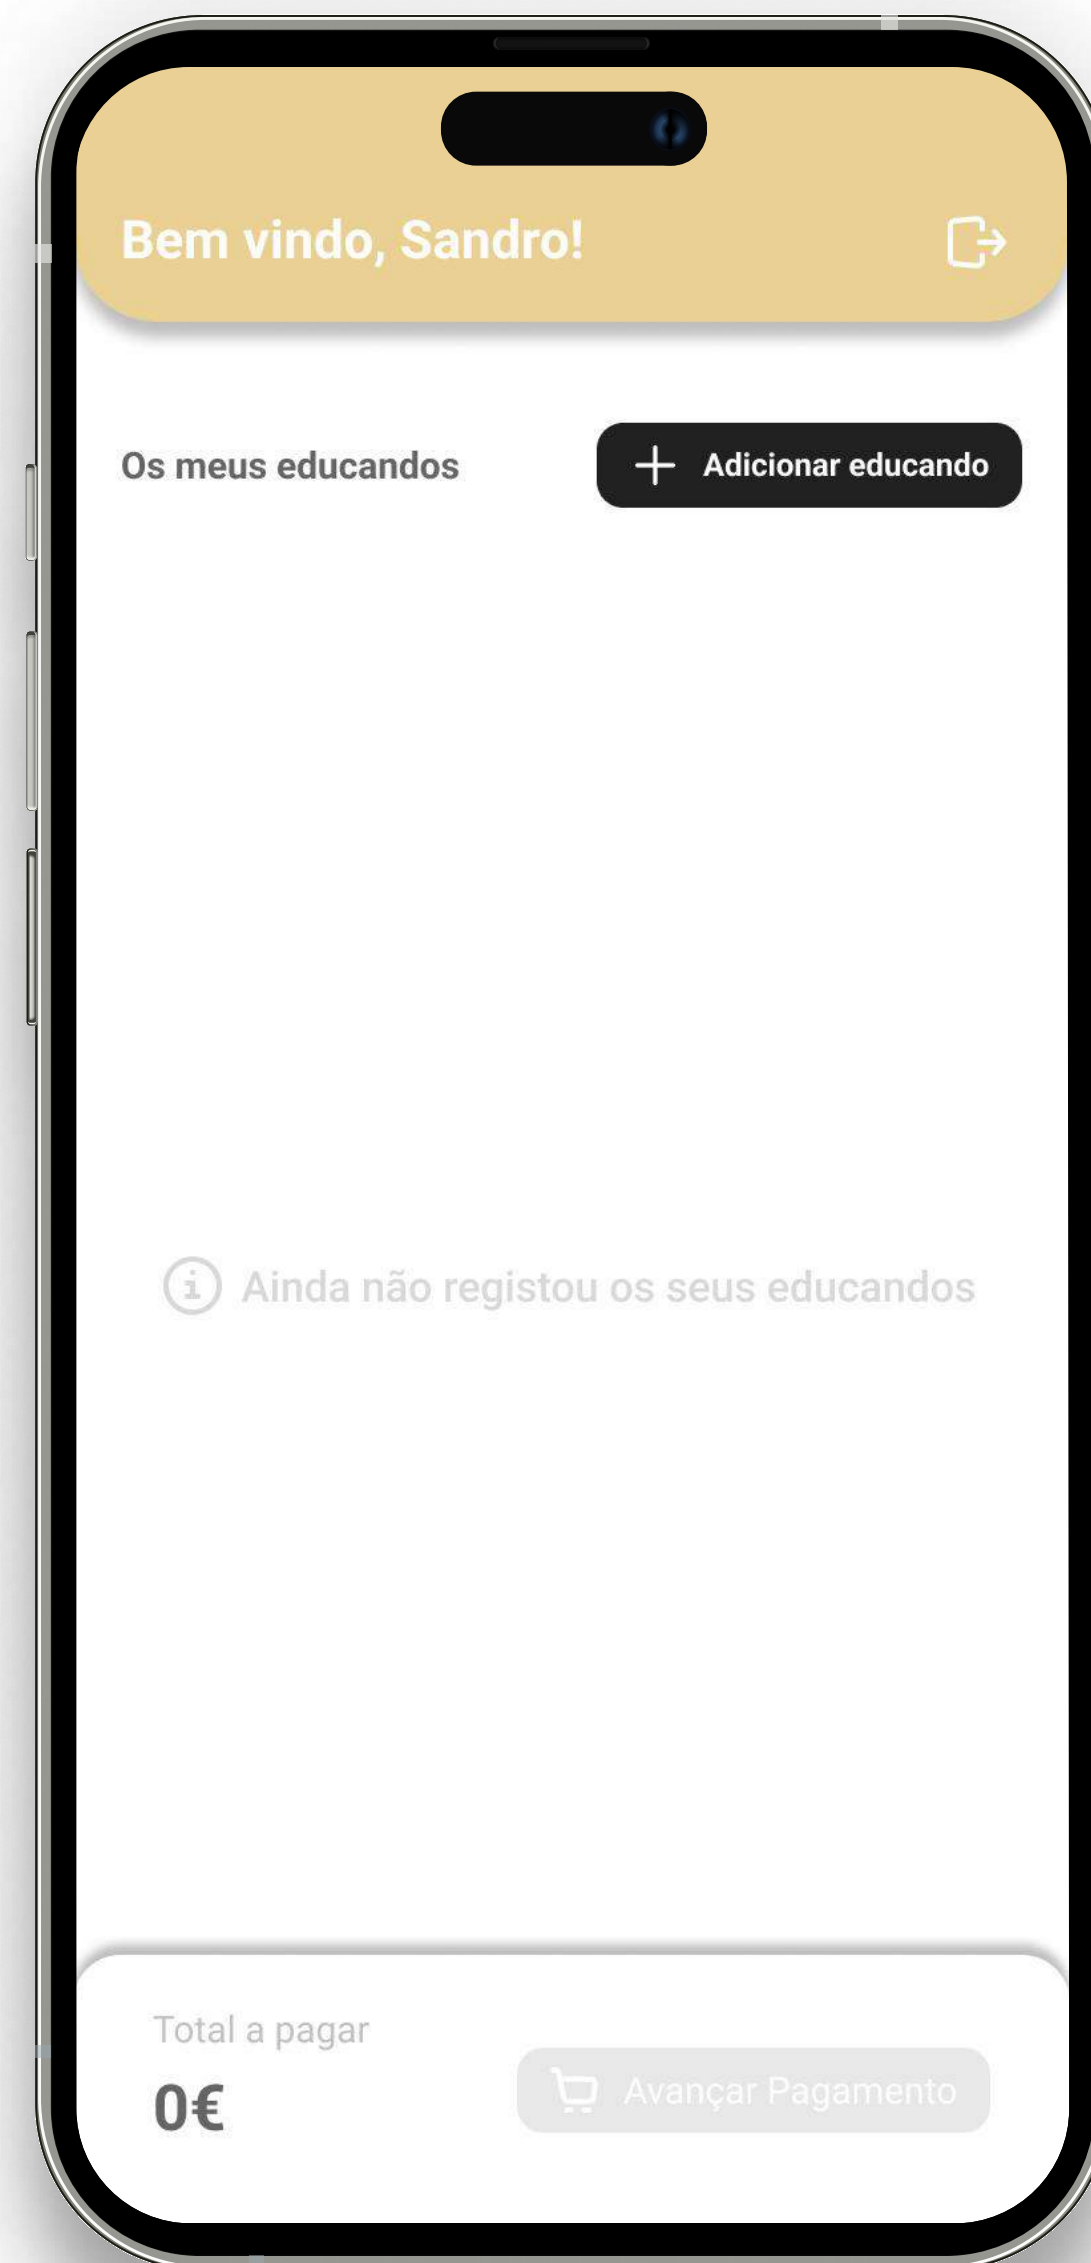 Bem vindo, Sandro!
Os meus educandos
Adicionar educando
Ainda não registou os seus educandos
Total a pagar
0€
Avançar Pagamento